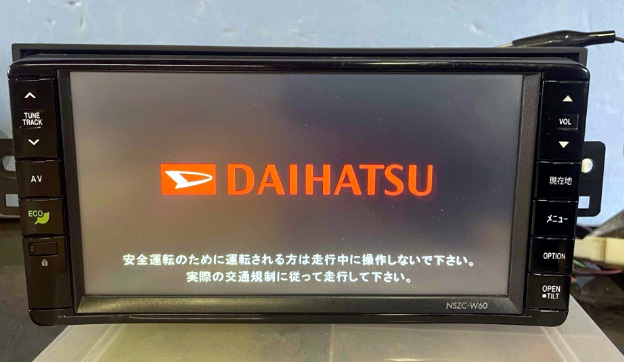 TUNE
TRACK
AV
ECO
DAIHATSU
安全運転のために運転される方は走行中に操作しないで下さい。
実際の交通規制に従って走行して下さい。
VOL
現在地
メニュー
OPTION
OPEN
■TILT
NSZC-W60